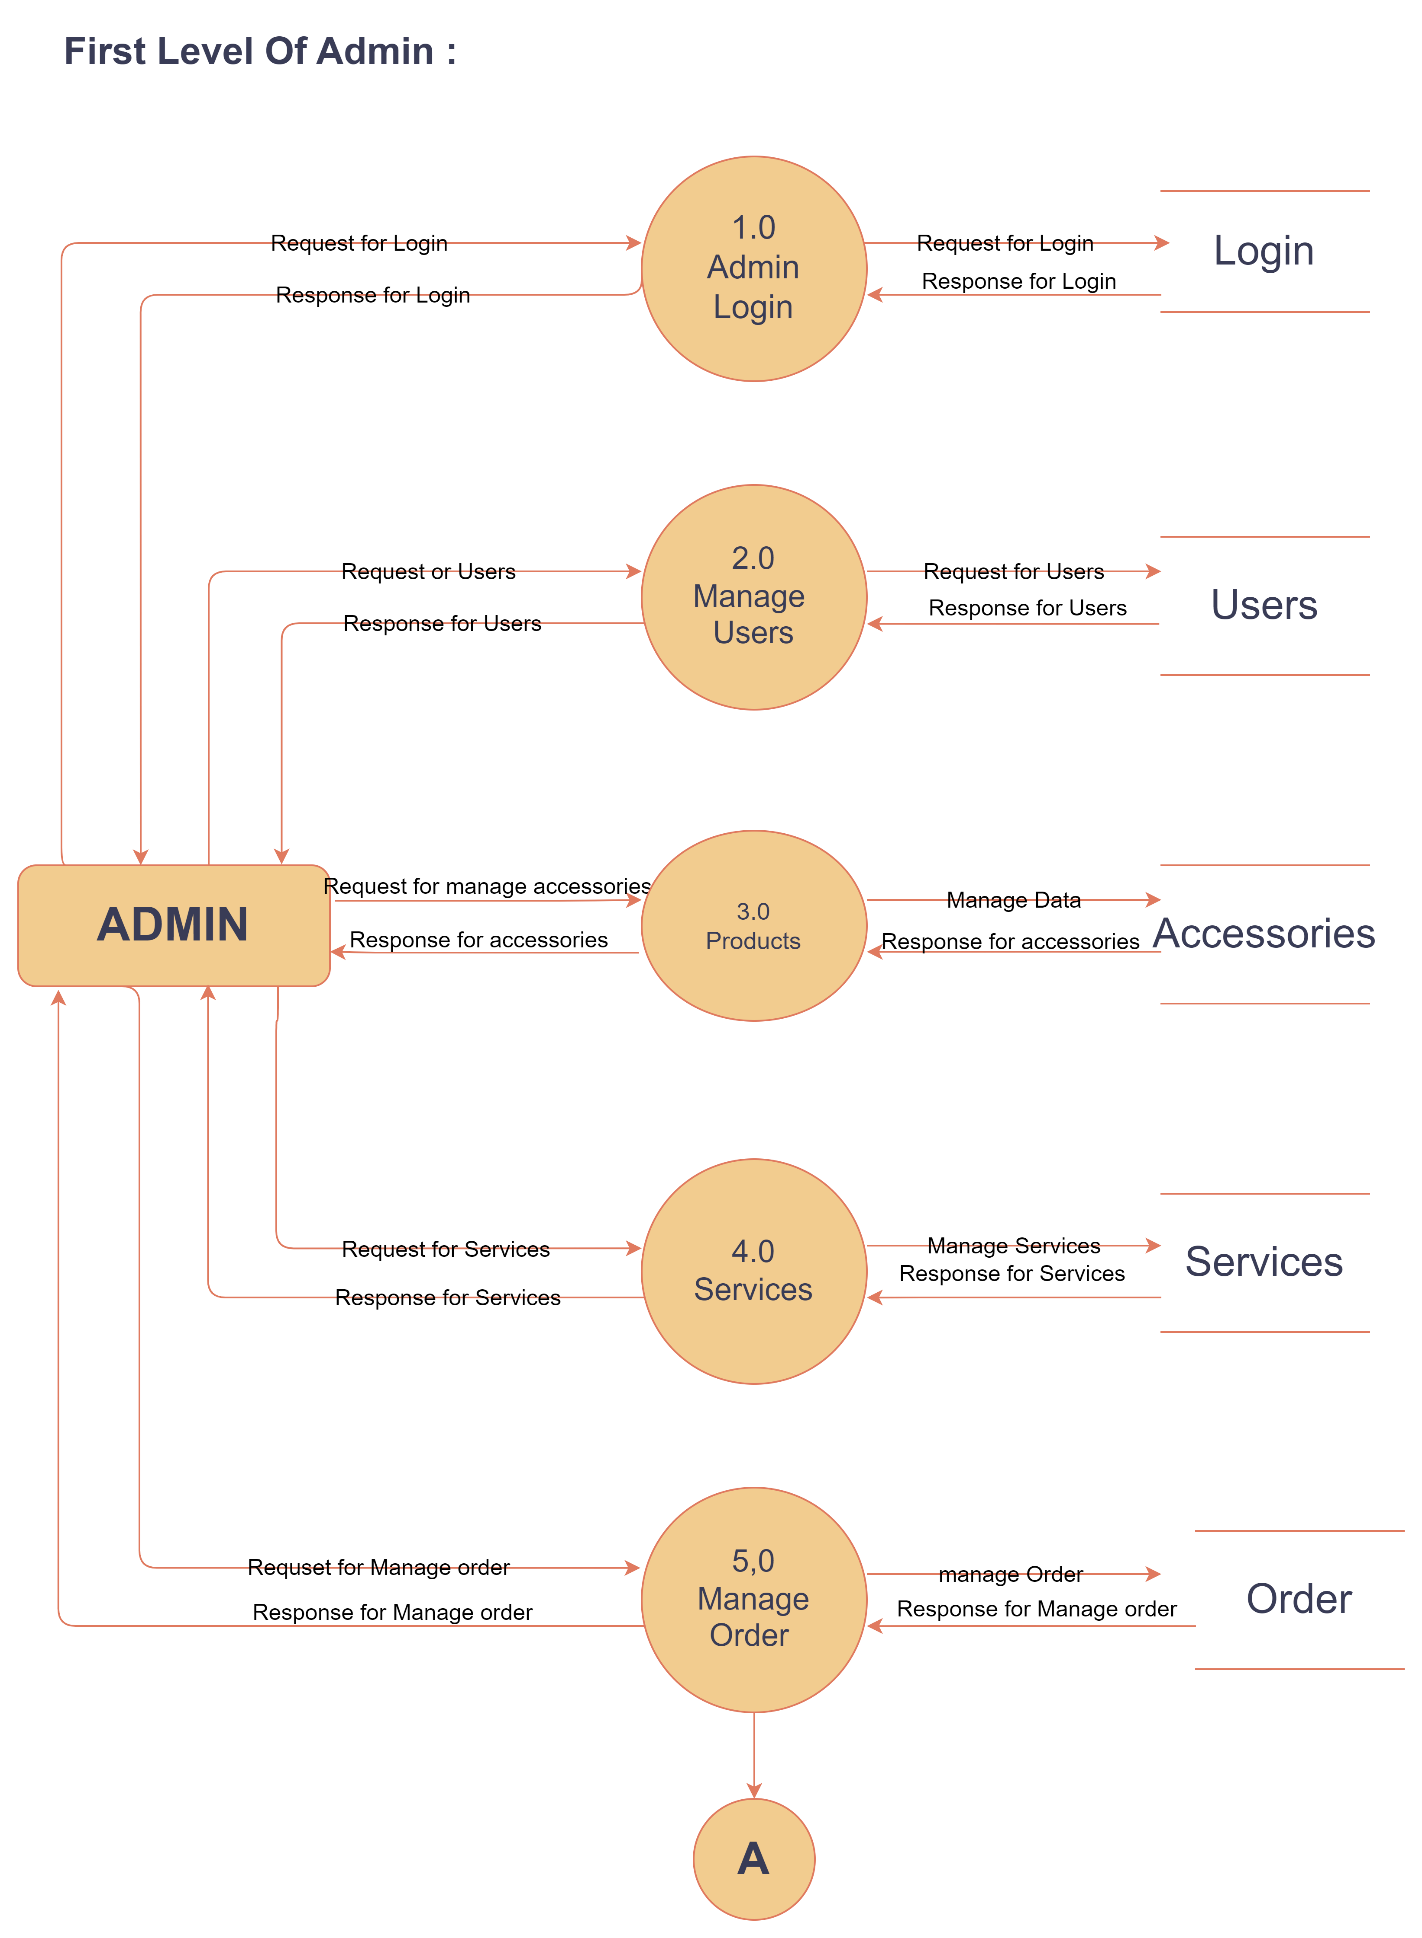 First Level Of Admin :
1.0
Admin
Login
Request for Login
Request for Login
Login
Response for Login
Response for Login
2.0
Manage
Users
Request or Users
Request for Users
Users
Response for Users
Response for Users
ADMIN
Request for manage accessories
3.0
Products
Manage Data
Accessories
Response for accessories
Response for accessories
4.0
Services
Request for Services
Manage Services
Services
Response for Services
Response for Services
5,0
Manage
Order
Requset for Manage order
manage Order
Order
Response for Manage order
Response for Manage order
A